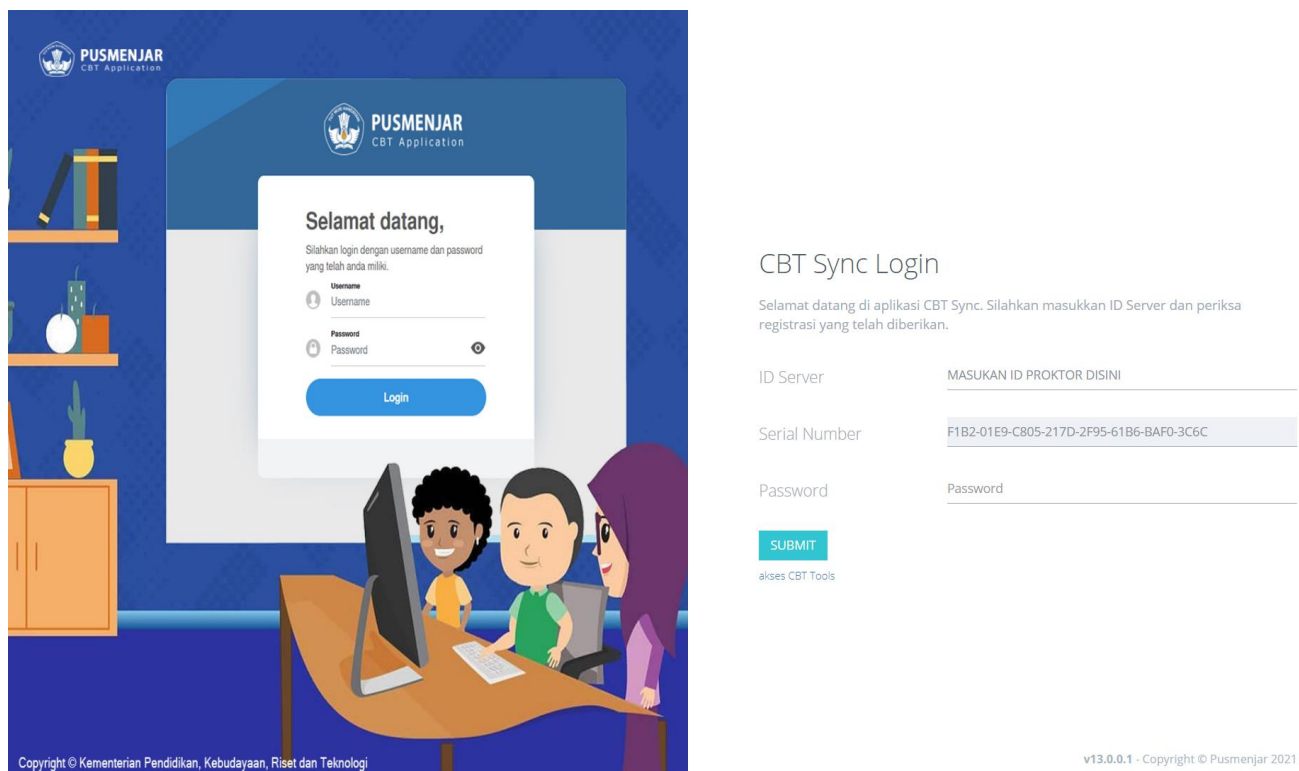 PUSMENJAR
CBT Application
PUSMENJAR
CBT Application
Selamat datang,
Silahkan login dengan username dan password
yang telah anda miliki.
Username
Username
Password
Password
Login
Copyright © Kementerian Pendidikan, Kebudayaan, Riset dan Teknologi
CBT Sync Login
Selamat datang di aplikasi CBT Sync. Silahkan masukkan ID Server dan periksa
registrasi yang telah diberikan.
ID Server MASUKAN ID PROKTOR DISINI
Serial Number F1B2-01E9-C805-217D-2F95-61B6-BAF0-3C6C
Password Password
SUBMIT
akses CBT Tools
v13.0.0.1 - Copyright © Pusmenjar 2021